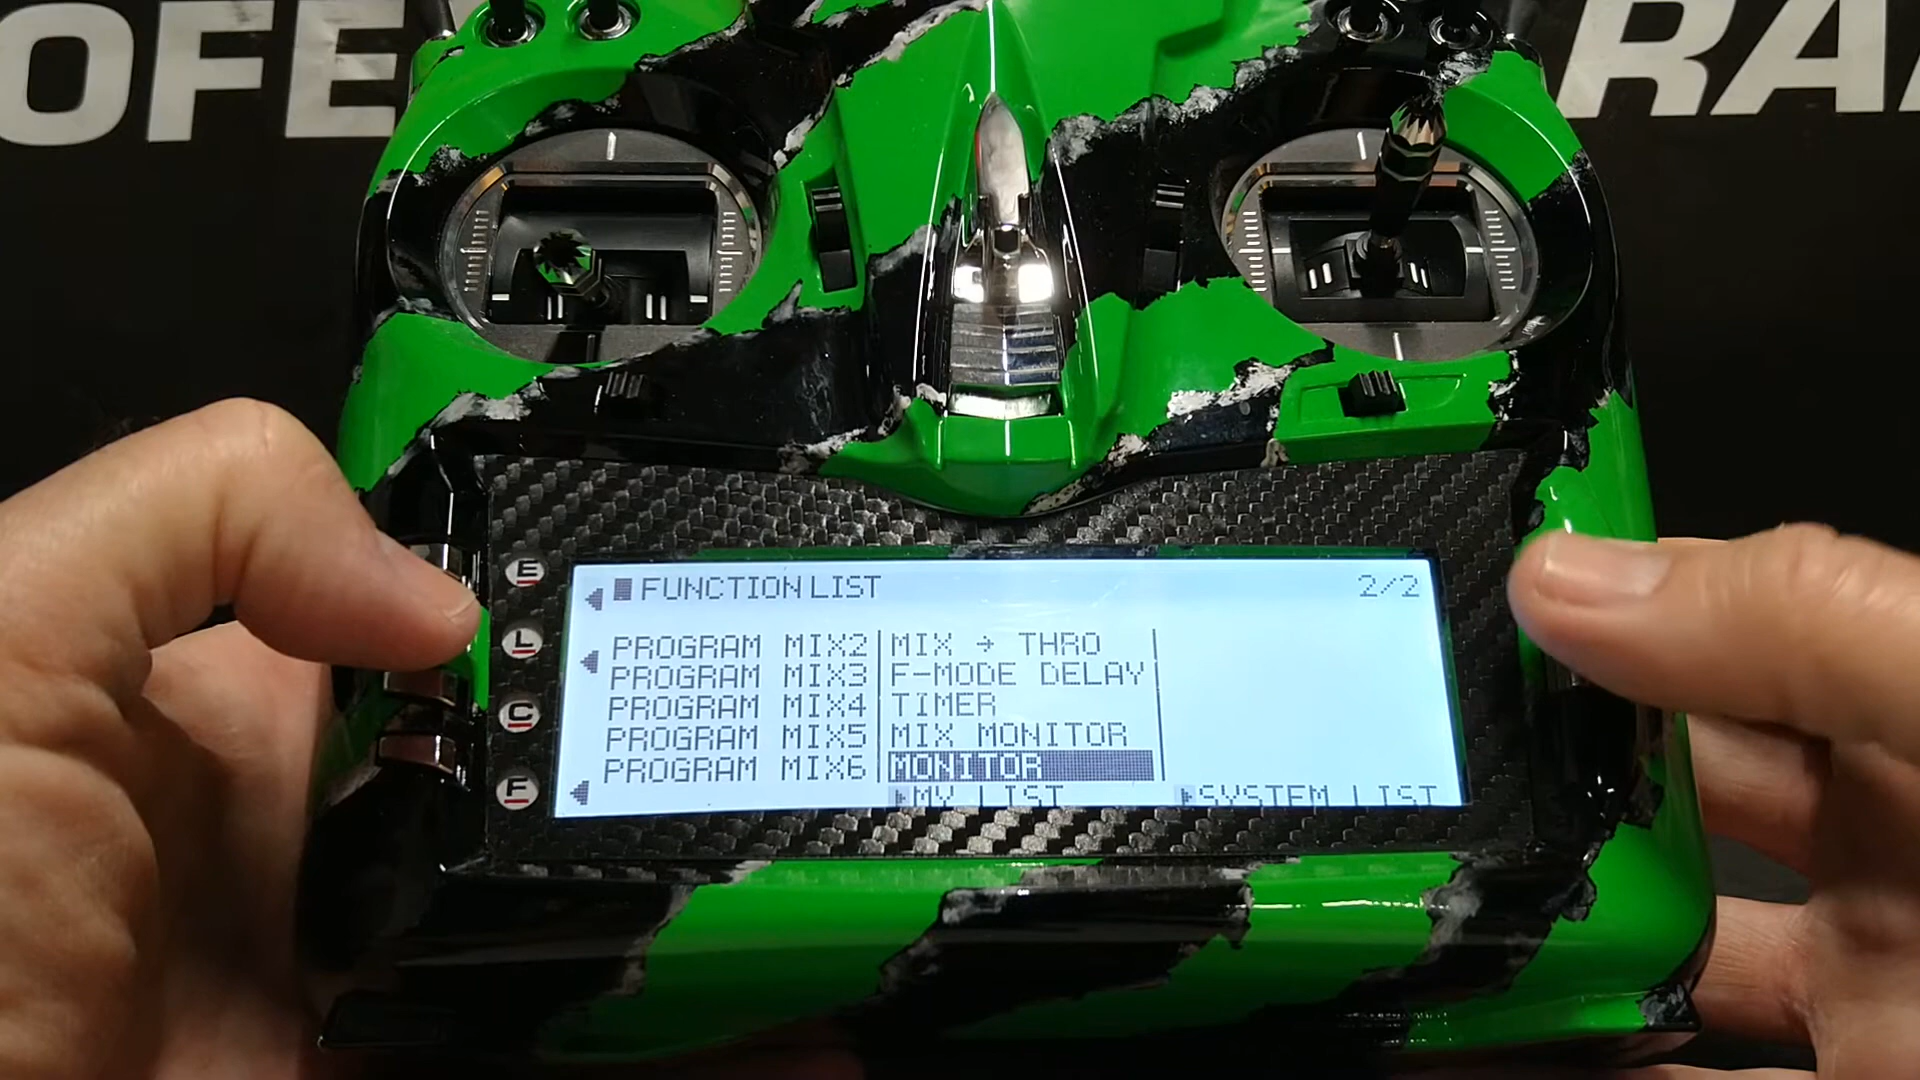 OFE RA
E
FUNCTION LIST 2/2
L
PROGRAM MIX2 MIX → THRO
PROGRAM MIX3 F-MODE DELAY
C
PROGRAM MIX4 TIMER
PROGRAM MIX5 MIX MONITOR
PROGRAM MIX6 MONITOR
F
MY LIST SYSTEM LIST